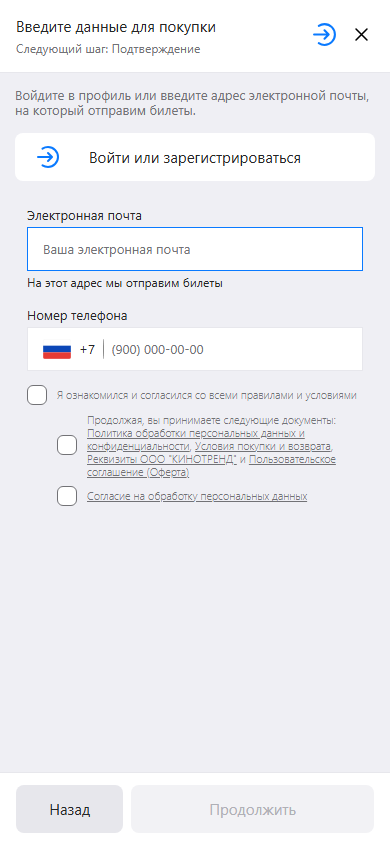 Введите данные для покупки
Следующий шаг: Подтверждение
Войдите в профиль или введите адрес электронной почты,
на который отправим билеты.
Войти или зарегистрироваться
Электронная почта
Ваша электронная почта
На этот адрес мы отправим билеты
Номер телефона
+7 (900) 000-00-00
Я ознакомился и согласился со всеми правилами и условиями
Продолжая, вы принимаете следующие документы:
Политика обработки персональных данных и
конфиденциальности, Условия покупки и возврата,
Реквизиты ООО "КИНОТРЕНД" и Пользовательское
соглашение (Оферта)
Согласие на обработку персональных данных
Назад
Продолжить